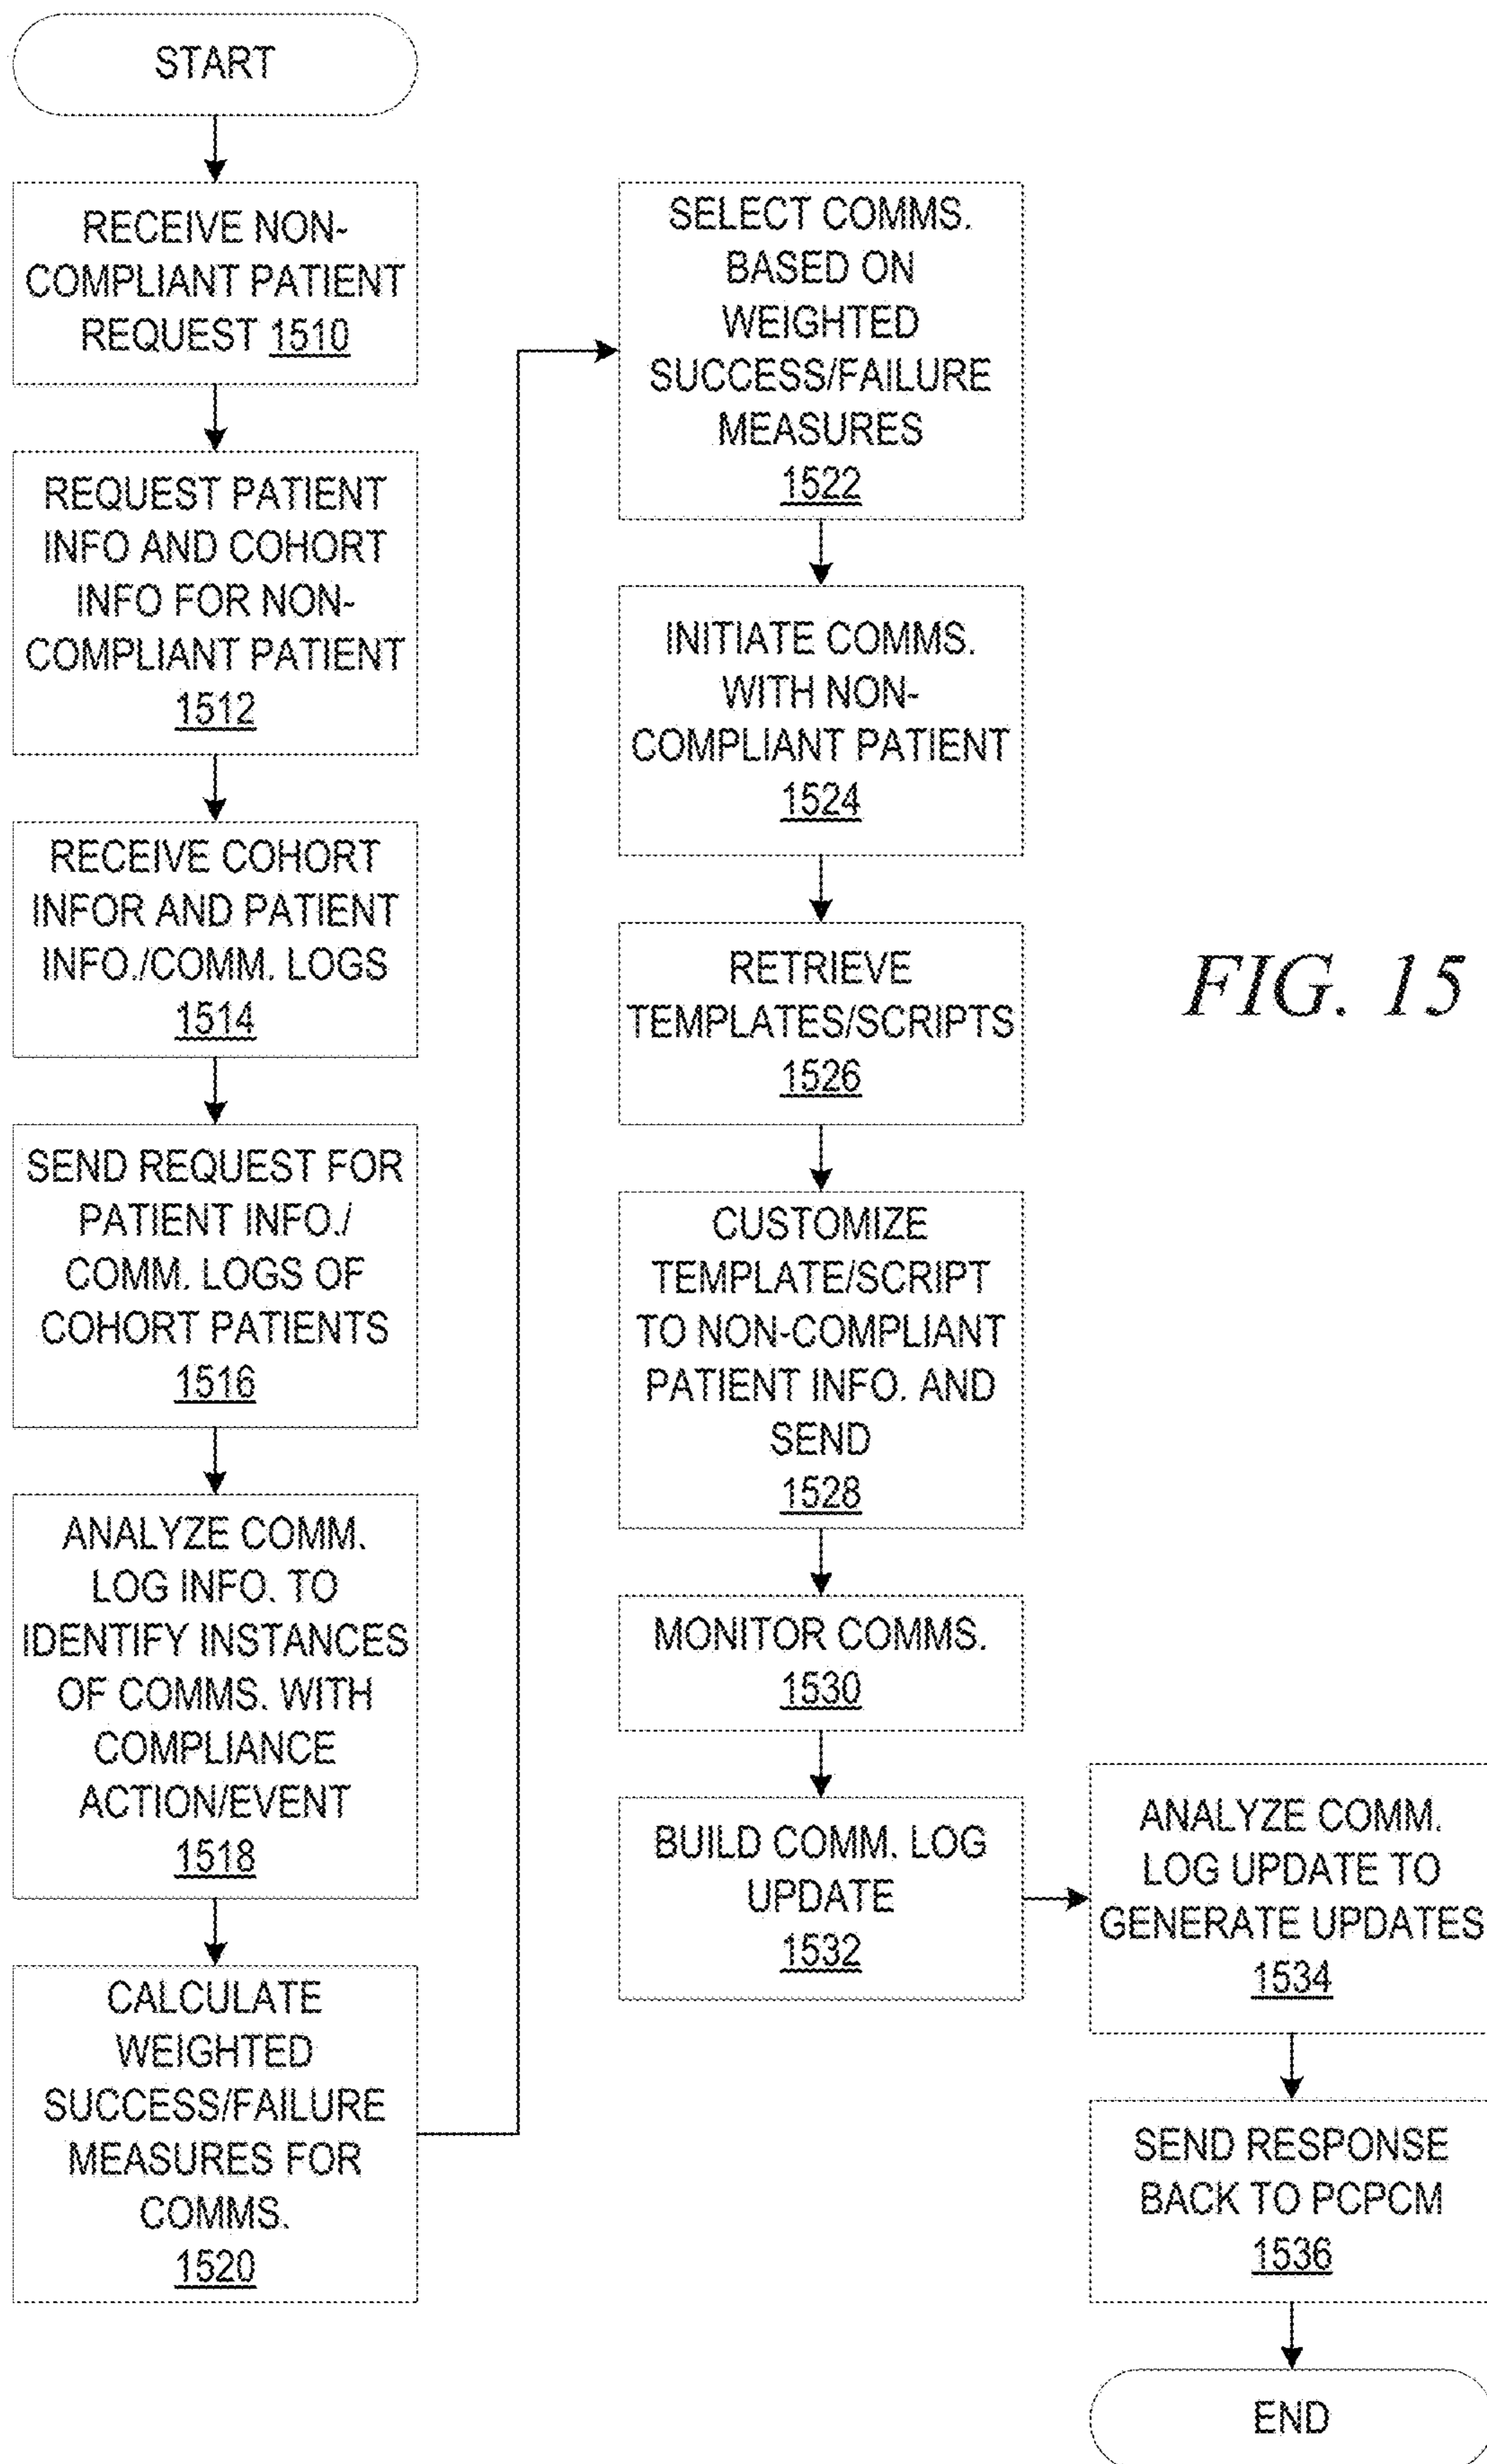 START
RECEIVE NON-
COMPLIANT PATIENT
REQUEST 1510
REQUEST PATIENT
INFO AND COHORT
INFO FOR NON-
COMPLIANT PATIENT
1512
RECEIVE COHORT
INFOR AND PATIENT
INFO./COMM. LOGS
1514
SEND REQUEST FOR
PATIENT INFO./
COMM. LOGS OF
COHORT PATIENTS
1516
ANALYZE COMM.
LOG INFO. TO
IDENTIFY INSTANCES
OF COMMS. WITH
COMPLIANCE
ACTION/EVENT
1518
CALCULATE
WEIGHTED
SUCCESS/FAILURE
MEASURES FOR
COMMS.
1520
SELECT COMMS.
BASED ON
WEIGHTED
SUCCESS/FAILURE
MEASURES
1522
INITIATE COMMS.
WITH NON-
COMPLIANT PATIENT
1524
RETRIEVE
TEMPLATES/SCRIPTS
1526
CUSTOMIZE
TEMPLATE/SCRIPT
TO NON-COMPLIANT
PATIENT INFO. AND
SEND
1528
MONITOR COMMS.
1530
BUILD COMM. LOG
UPDATE
1532
ANALYZE COMM.
LOG UPDATE TO
GENERATE UPDATES
1534
SEND RESPONSE
BACK TO PCPCM
1536
END
FIG. 15